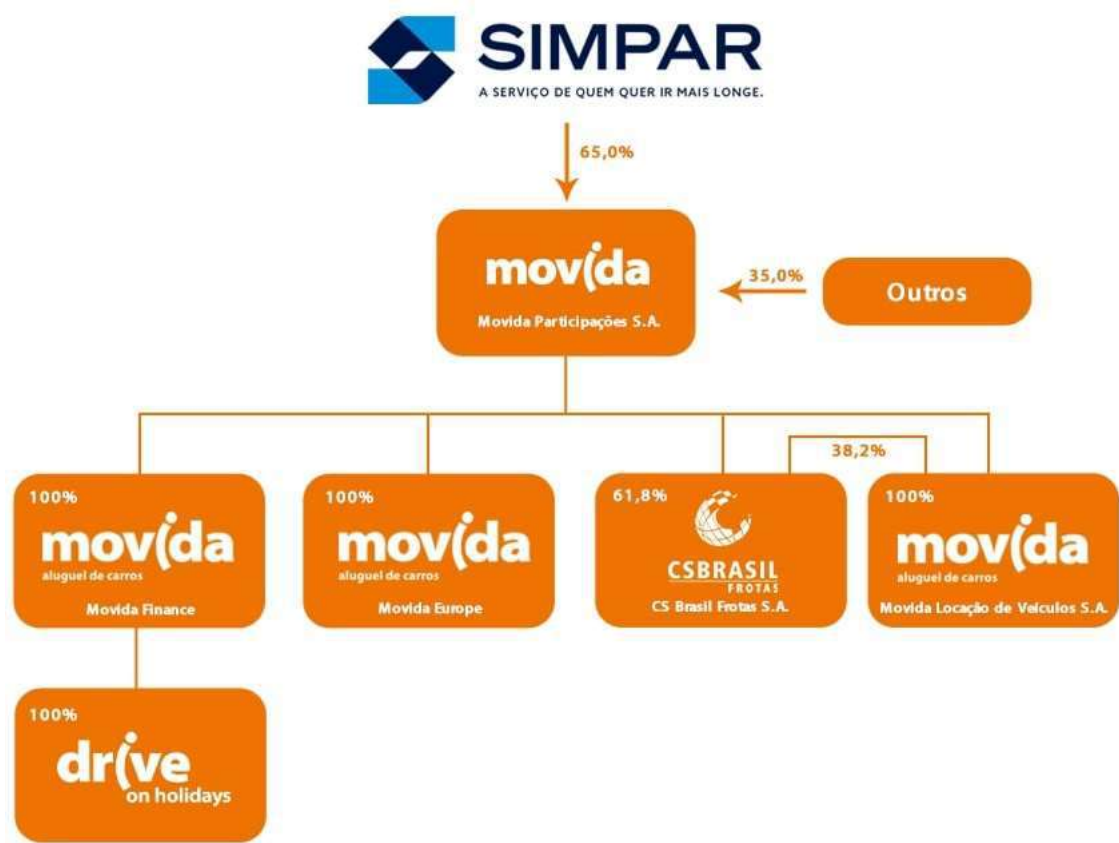 SIMPAR
A SERVIÇO DE QUEM QUER IR MAIS LONGE.
65,0%
movida
Movida Participações S.A.
35,0%
Outros
38,2%
100%
movida
aluguel de carros
Movida Finance
100%
movida
aluguel de carros
Movida Europe
61,8%
CSBRASIL
FROTAS
CS Brasil Frotas S.A.
100%
movida
aluguel de carros
Movida Locação de Veículos S.A.
100%
drive
on holidays